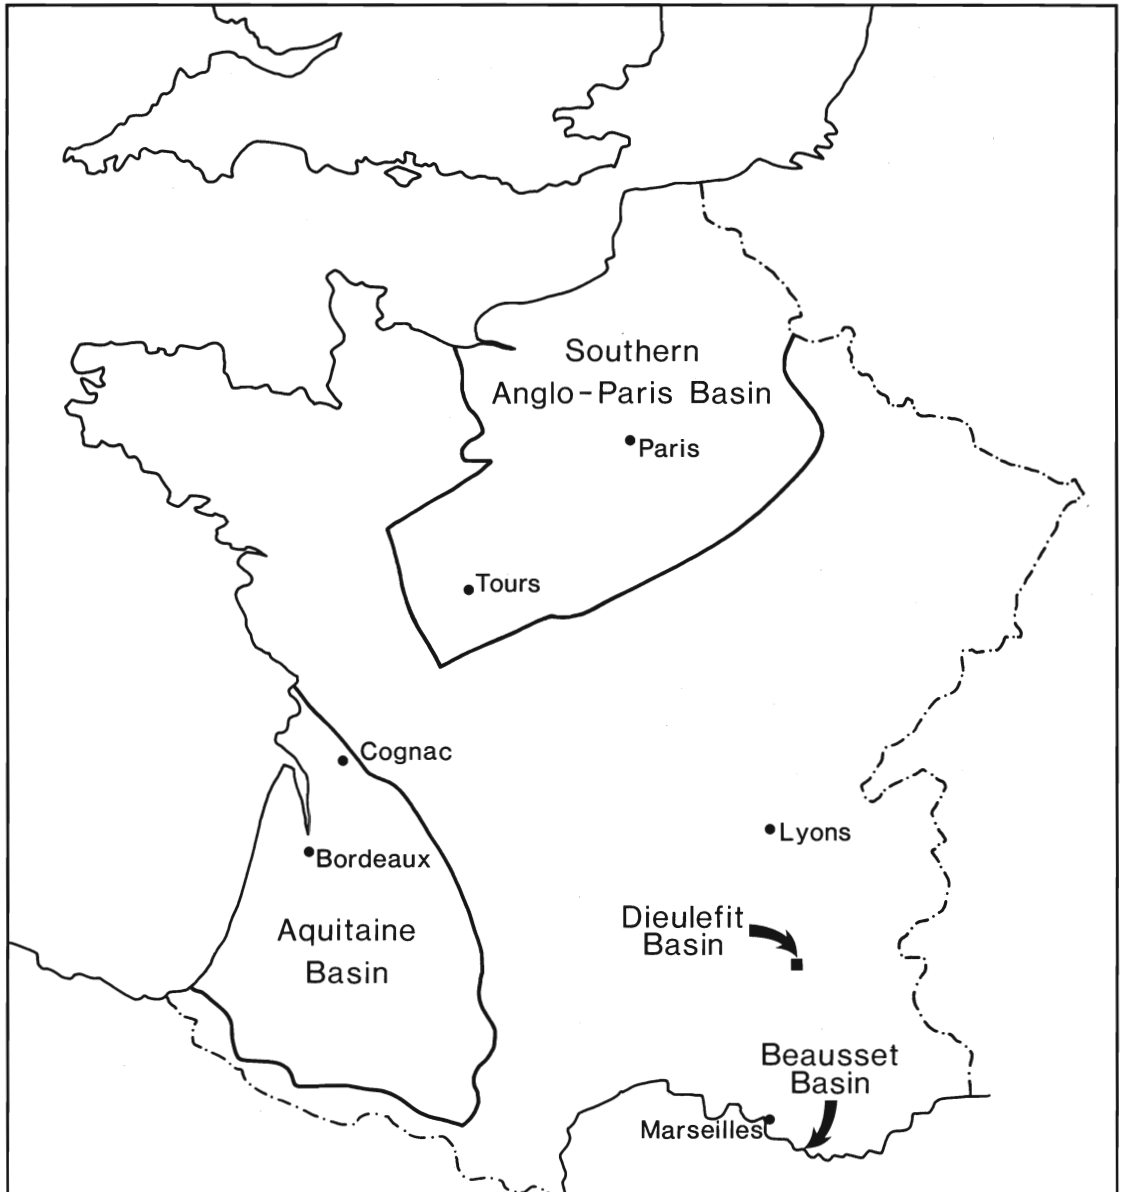 Southern
Anglo-Paris Basin
Paris
Tours
Cognac
Lyons
Bordeaux
Dieulefit
Basin
Aquitaine
Basin
Beausset
Basin
Marseilles